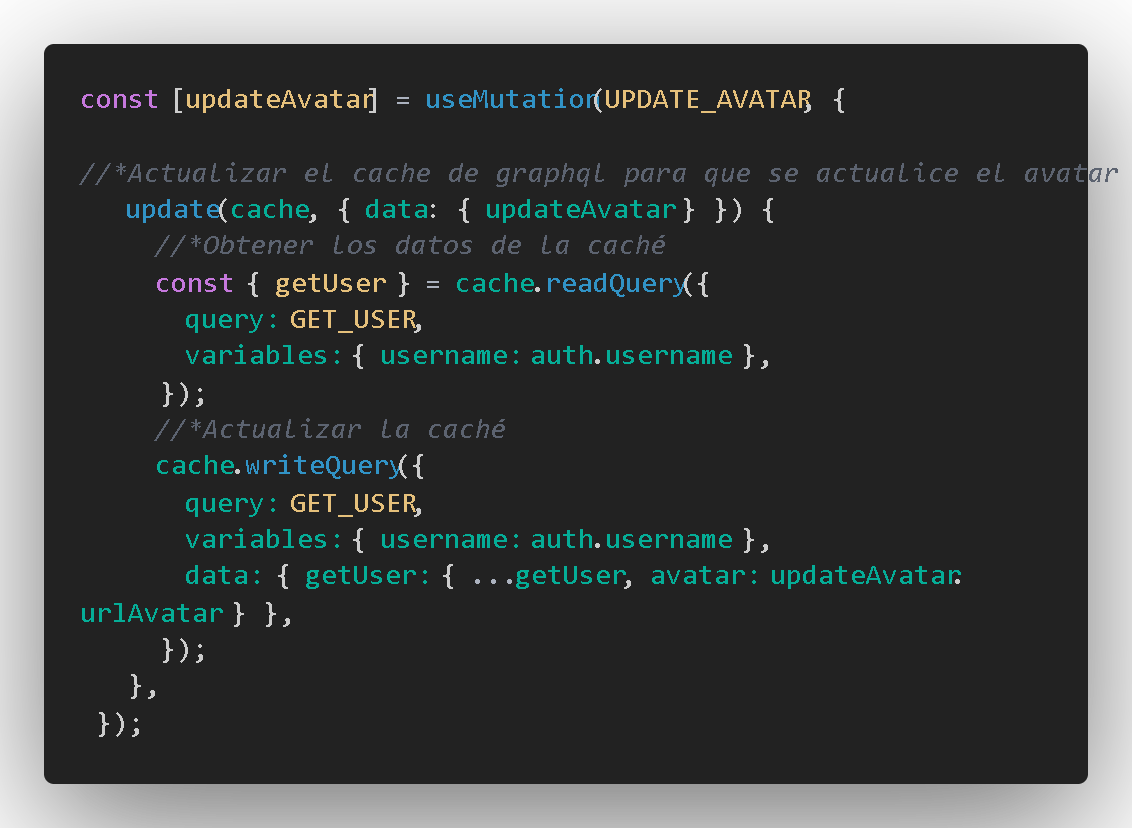 const [updateAvatar] = useMutation(UPDATE_AVATAR, {
//*Actualizar el cache de graphql para que se actualice el avatar
update(cache, { data: { updateAvatar } }) {
//*Obtener los datos de la caché
const { getUser } = cache.readQuery({
query: GET_USER,
variables: { username: auth.username },
});
//*Actualizar la caché
cache.writeQuery({
query: GET_USER,
variables: { username: auth.username },
data: { getUser: { ...getUser, avatar: updateAvatar.
urlAvatar } },
});
},
});